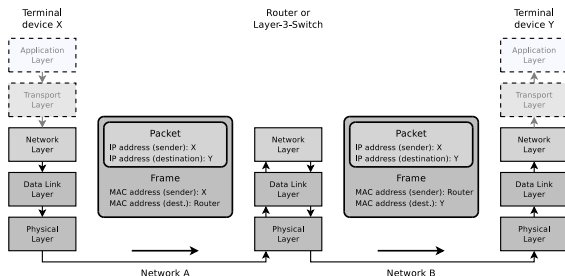 Terminal
device X
Router or
Layer-3-Switch
Terminal
device Y
Application
Layer
Transport
Layer
Network
Layer
Data Link
Layer
Physical
Layer
Packet
IP address (sender): X
IP address (destination): Y
Frame
MAC address (sender): X
MAC address (dest.): Router
Network
Layer
Data Link
Layer
Physical
Layer
Packet
IP address (sender): X
IP address (destination): Y
Frame
MAC address (sender): Router
MAC address (dest.): Y
Application
Layer
Transport
Layer
Network
Layer
Data Link
Layer
Physical
Layer
Network A
Network B